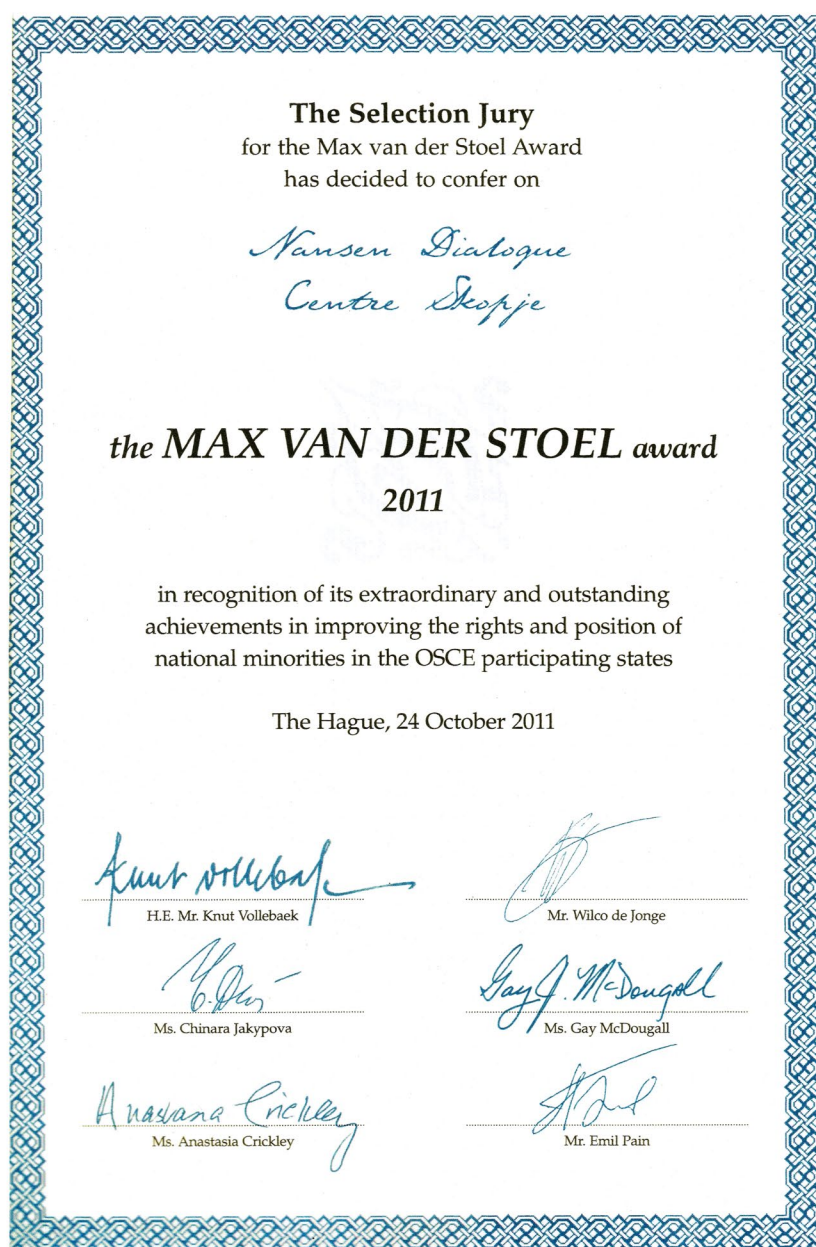 The Selection Jury
for the Max van der Stoel Award
has decided to confer on
Nansen Dialogue
Centre Skopje
the MAX VAN DER STOEL award
2011
in recognition of its extraordinary and outstanding
achievements in improving the rights and position of
national minorities in the OSCE participating states
The Hague, 24 October 2011
Knut Vollebaek
H.E. Mr. Knut Vollebaek
Mr. Wilco de Jonge
Ms. Chinara Jakypova
Gay J. McDougall
Ms. Gay McDougall
Anastasia Crickley
Ms. Anastasia Crickley
Mr. Emil Pain